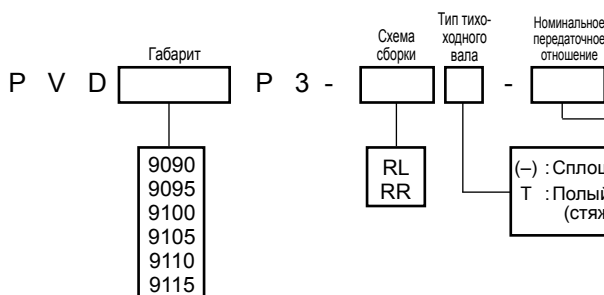 Габарит
Схема
сборки
Тип тихо-
ходного
вала
Номинальное
передаточное
отношение
P V D P 3 - -
9090
9095
9100
9105
9110
9115
RL
RR
(–) : Сплош
T : Полый
(стяж